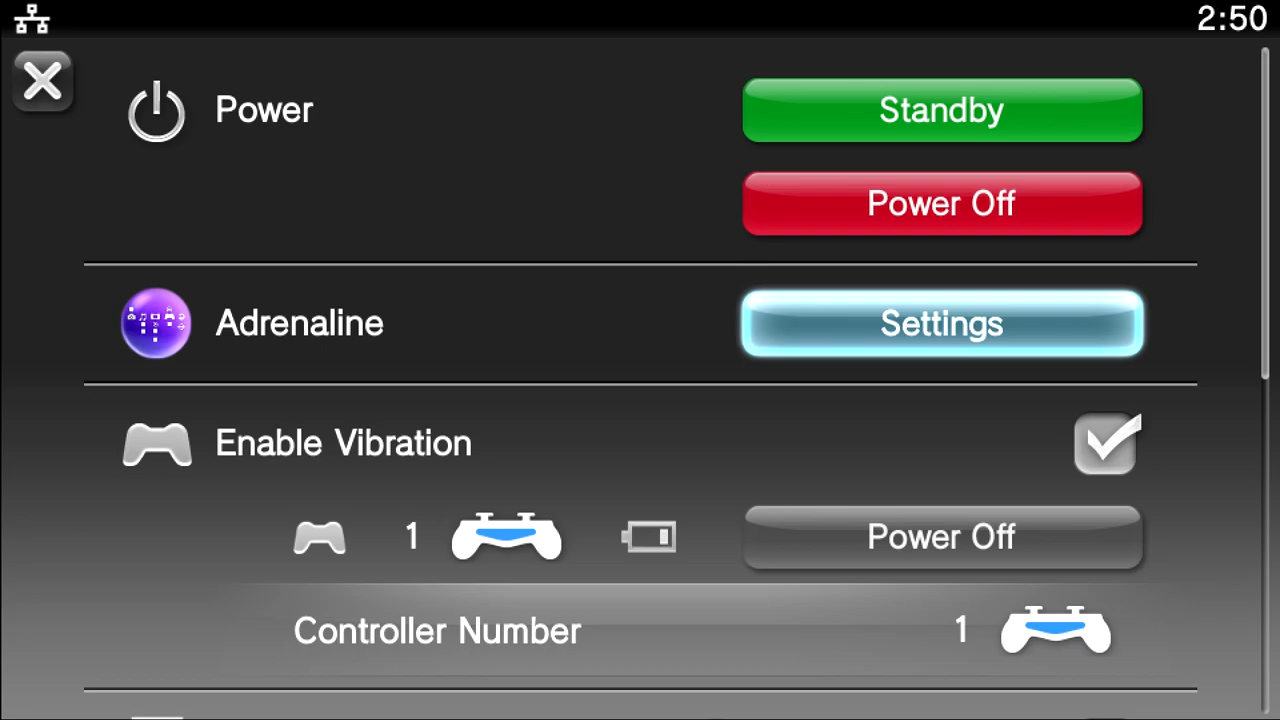 2:50
Power
Standby
Power Off
Adrenaline
Settings
Enable Vibration
1
Power Off
Controller Number
1